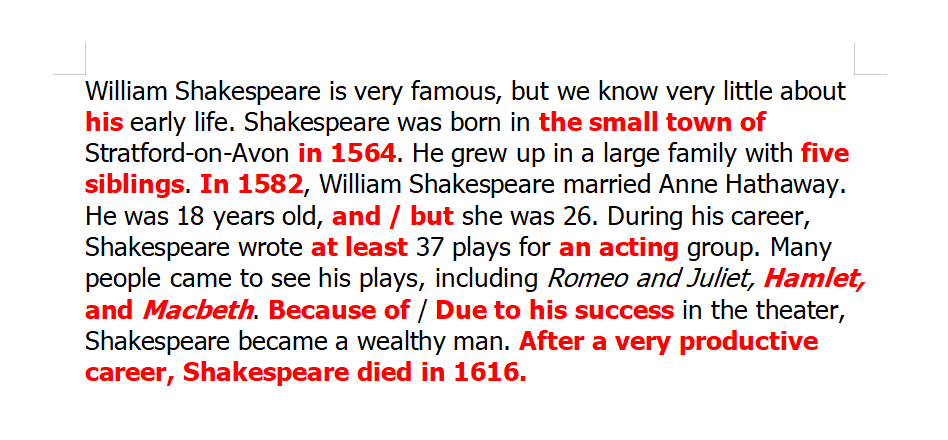 William Shakespeare is very famous, but we know very little about
his early life. Shakespeare was born in the small town of
Stratford-on-Avon in 1564. He grew up in a large family with five
siblings. In 1582, William Shakespeare married Anne Hathaway.
He was 18 years old, and / but she was 26. During his career,
Shakespeare wrote at least 37 plays for an acting group. Many
people came to see his plays, including Romeo and Juliet, Hamlet,
and Macbeth. Because of / Due to his success in the theater,
Shakespeare became a wealthy man. After a very productive
career, Shakespeare died in 1616.